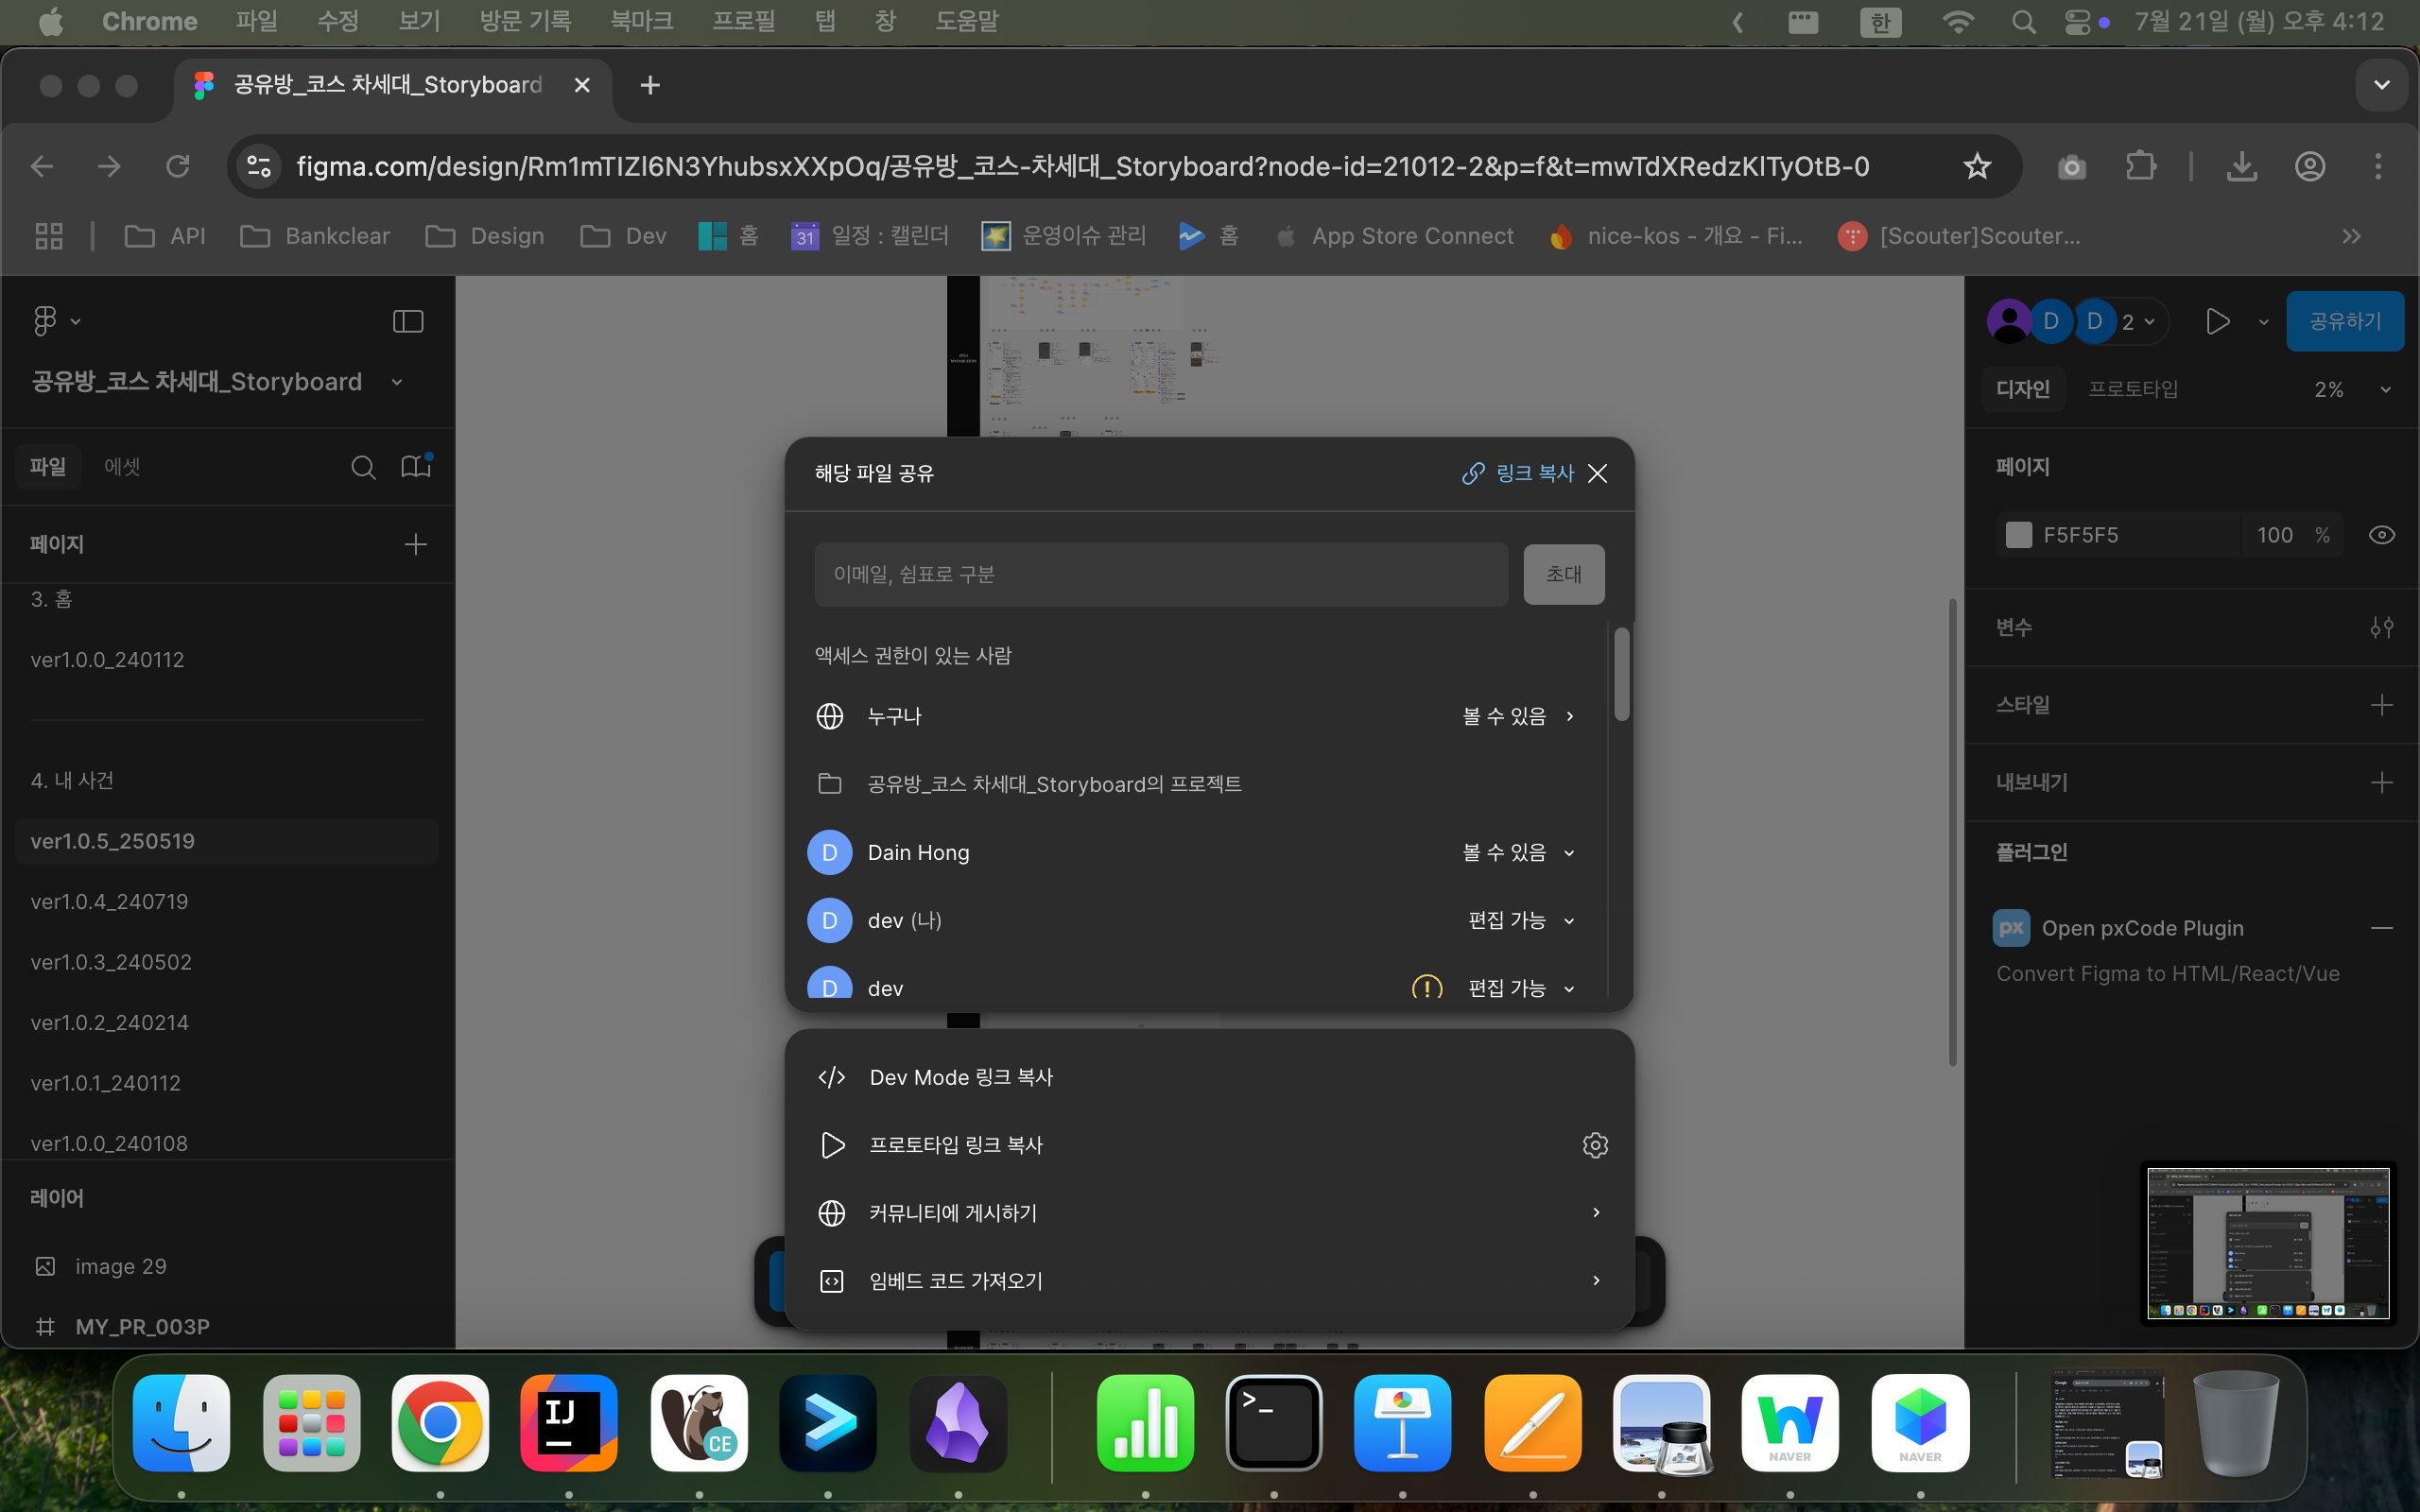 Chrome 파일 수정 보기 방문 기록 북마크 프로필 탭 창 도움말 한 7월 21일 (월) 오후 4:12
공유방_코스 차세대_Storyboard
figma.com/design/Rm1mTIZl6N3YhubsxXXpOq/공유방_코스-차세대_Storyboard?node-id=21012-2&p=f&t=mwTdXRedzKlTyOtB-0
API Bankclear Design Dev 홈 31 일정 : 캘린더 운영이슈 관리 홈 App Store Connect nice-kos - 개요 - Fi... [Scouter]Scouter...
공유방_코스 차세대_Storyboard
파일 에셋
페이지
3. 홈
ver1.0.0_240112
4. 내 사건
ver1.0.5_250519
ver1.0.4_240719
ver1.0.3_240502
ver1.0.2_240214
ver1.0.1_240112
ver1.0.0_240108
레이어
image 29
MY_PR_003P
해당 파일 공유 링크 복사
이메일, 쉼표로 구분 초대
액세스 권한이 있는 사람
누구나 볼 수 있음
공유방_코스 차세대_Storyboard의 프로젝트
D Dain Hong 볼 수 있음
D dev (나) 편집 가능
D dev 편집 가능
Dev Mode 링크 복사
프로토타입 링크 복사
커뮤니티에 게시하기
임베드 코드 가져오기
D D 2 공유하기
디자인 프로토타입 2%
페이지
F5F5F5 100 %
변수
스타일
내보내기
플러그인
px Open pxCode Plugin
Convert Figma to HTML/React/Vue
IJ CE >_ NAVER NAVER